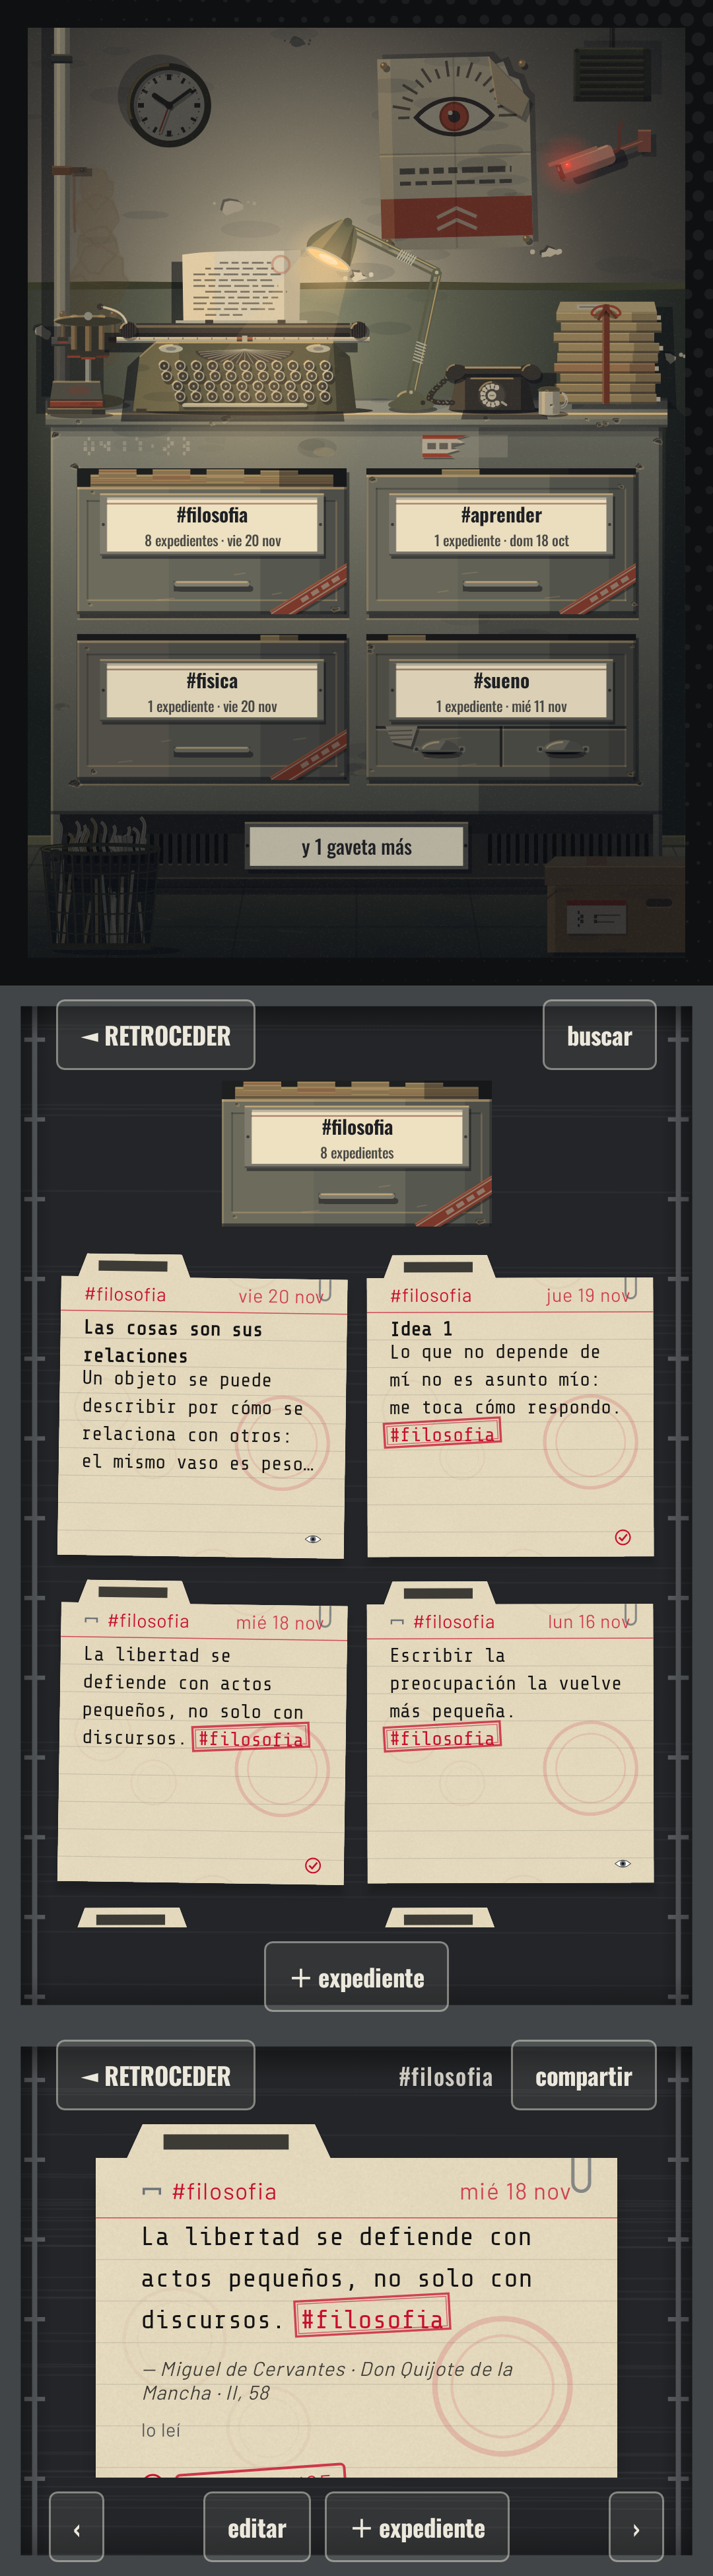 #filosofia
8 expedientes · vie 20 nov
#aprender
1 expediente · dom 18 oct
#fisica
1 expediente · vie 20 nov
#sueno
1 expediente · mié 11 nov
y 1 gaveta más
◄ RETROCEDER
buscar
#filosofia
8 expedientes
#filosofia
vie 20 nov
Las cosas son sus
relaciones
Un objeto se puede
describir por cómo se
relaciona con otros:
el mismo vaso es peso…
#filosofia
jue 19 nov
Idea 1
Lo que no depende de
mí no es asunto mío:
me toca cómo respondo.
#filosofia
#filosofia
mié 18 nov
La libertad se
defiende con actos
pequeños, no solo con
discursos. #filosofia
#filosofia
lun 16 nov
Escribir la
preocupación la vuelve
más pequeña.
#filosofia
+ expediente
◄ RETROCEDER
#filosofia
compartir
#filosofia
mié 18 nov
La libertad se defiende con
actos pequeños, no solo con
discursos. #filosofia
— Miguel de Cervantes · Don Quijote de la
Mancha · II, 58
lo leí
‹
editar
+ expediente
›